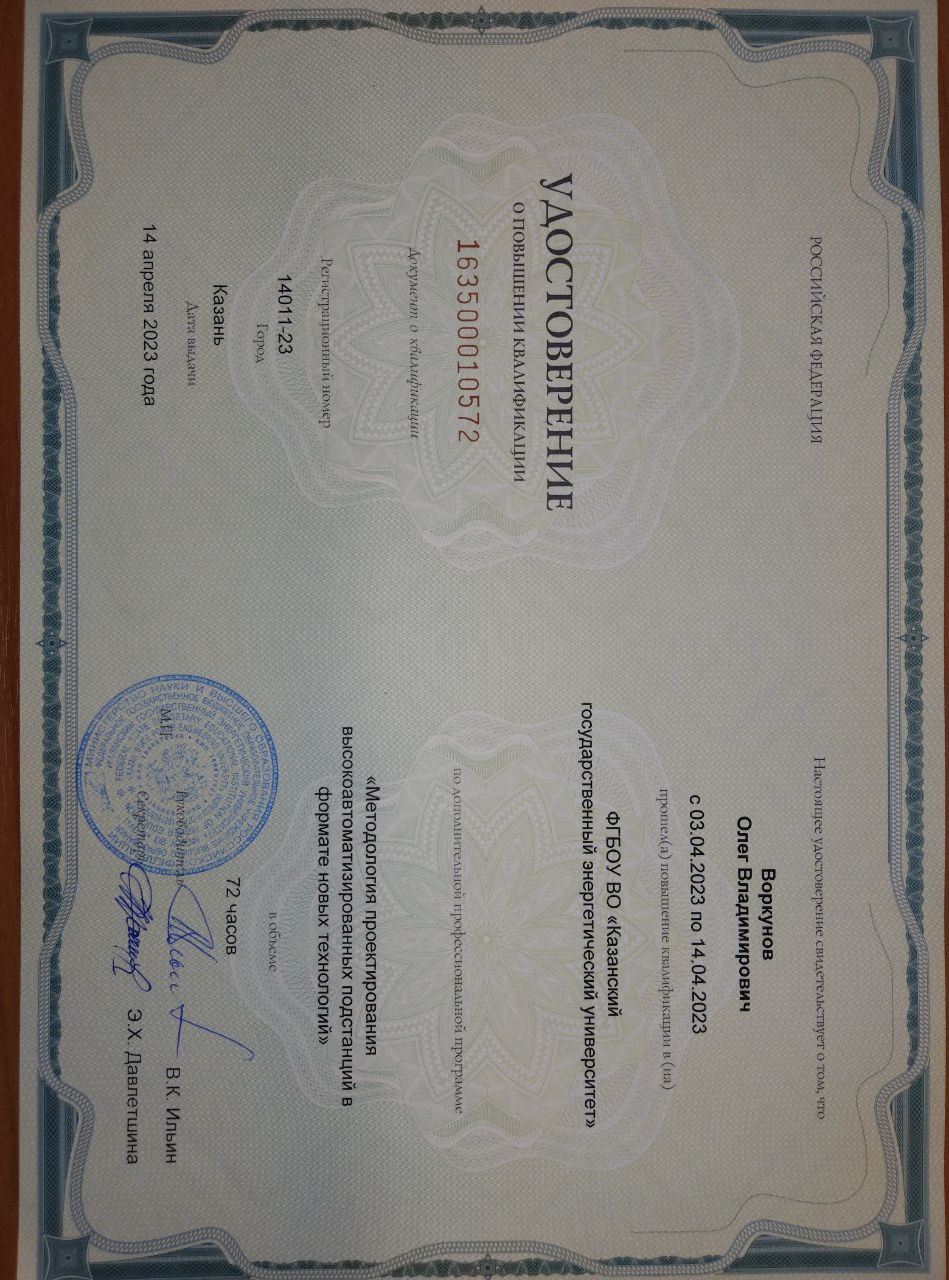 РОССИЙСКАЯ ФЕДЕРАЦИЯ
УДОСТОВЕРЕНИЕ
О ПОВЫШЕНИИ КВАЛИФИКАЦИИ
163500010572
Документ о квалификации
Регистрационный номер
14011-23
Город
Казань
Дата выдачи
14 апреля 2023 года
Настоящее удостоверение свидетельствует о том, что
Воркунов
Олег Владимирович
с 03.04.2023 по 14.04.2023
прошел(а) повышение квалификации в (на)
ФГБОУ ВО «Казанский
государственный энергетический университет»
по дополнительной профессиональной программе
«Методология проектирования
высокоавтоматизированных подстанций в
формате новых технологий»
в объеме
72 часов
М.П.
Руководитель
В.К. Ильин
Секретарь
Э.Х. Давлетшина